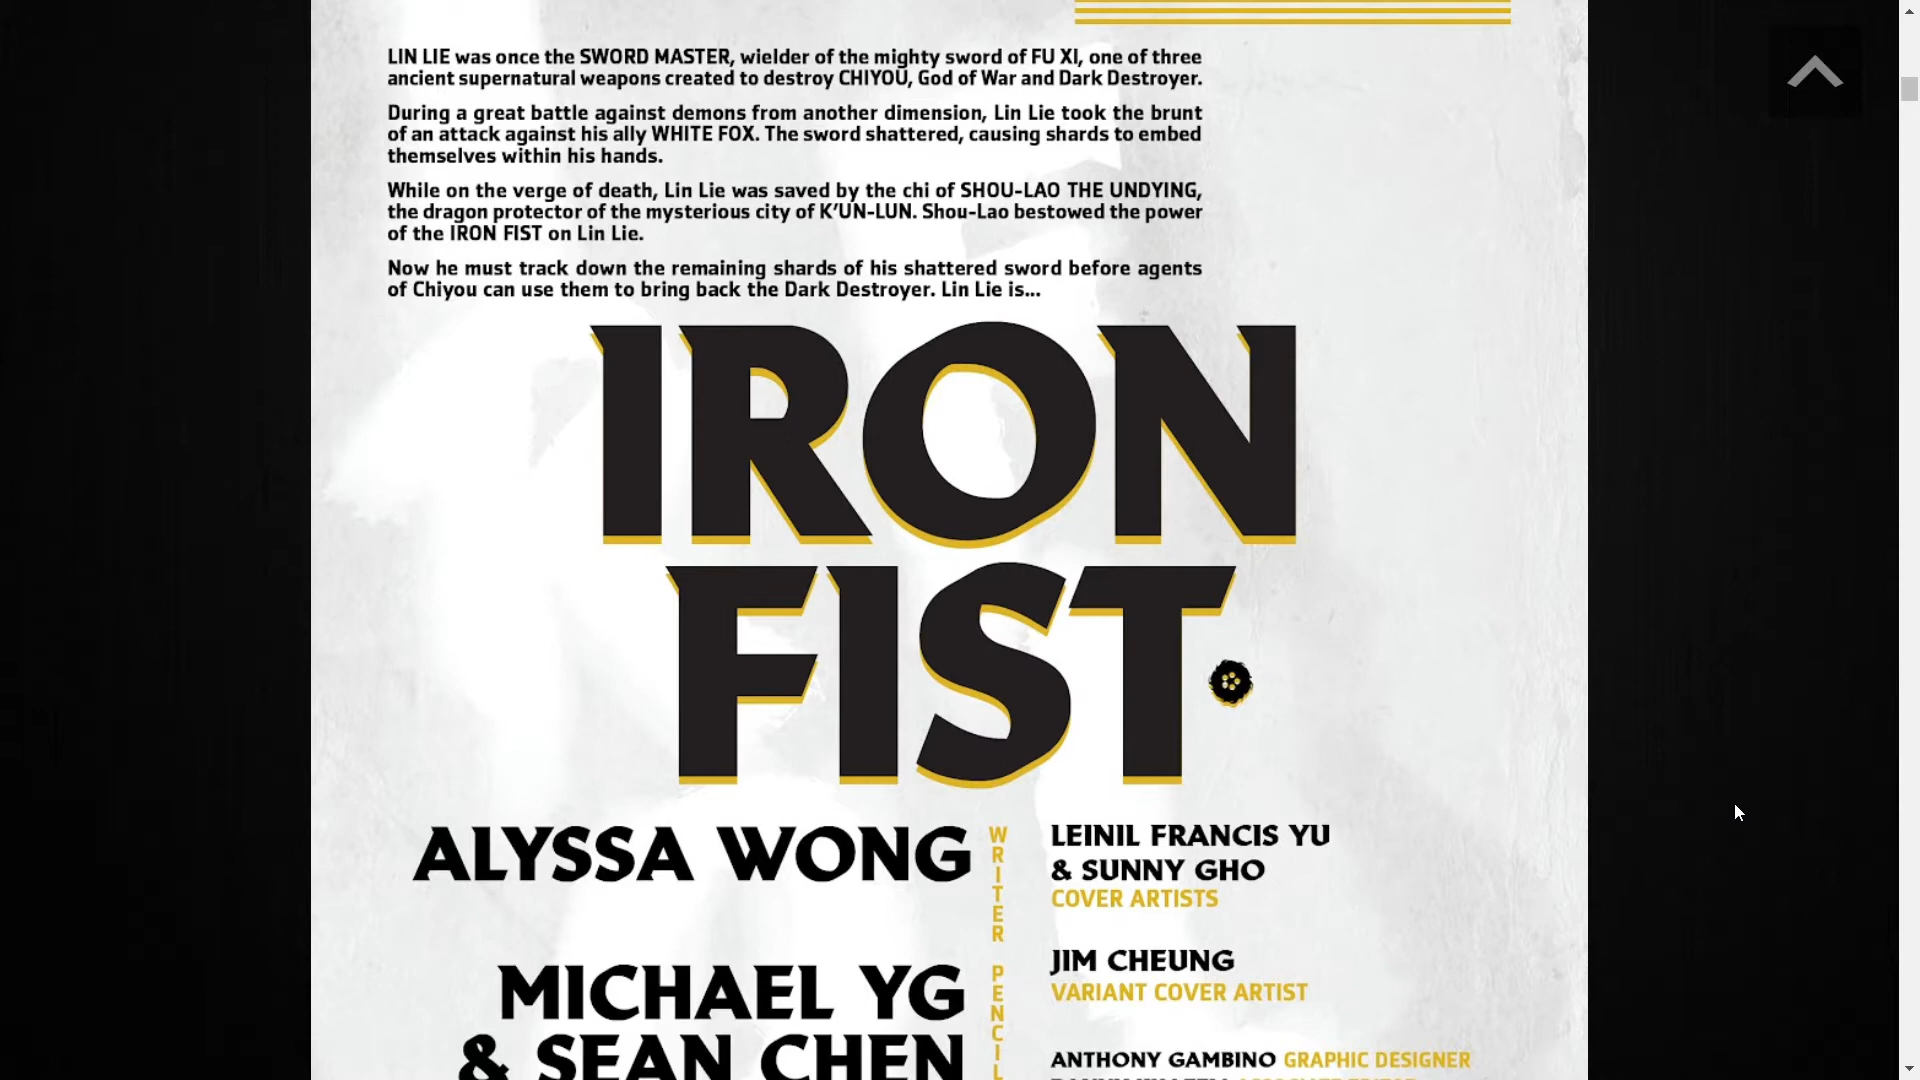 LIN LIE was once the SWORD MASTER, wielder of the mighty sword of FU XI, one of three
ancient supernatural weapons created to destroy CHIYOU, God of War and Dark Destroyer.
During a great battle against demons from another dimension, Lin Lie took the brunt
of an attack against his ally WHITE FOX. The sword shattered, causing shards to embed
themselves within his hands.
While on the verge of death, Lin Lie was saved by the chi of SHOU-LAO THE UNDYING,
the dragon protector of the mysterious city of K'UN-LUN. Shou-Lao bestowed the power
of the IRON FIST on Lin Lie.
Now he must track down the remaining shards of his shattered sword before agents
of Chiyou can use them to bring back the Dark Destroyer. Lin Lie is...
IRON
FIST
ALYSSA WONG
WRITER
MICHAEL YG
& SEAN CHEN
PENCIL
LEINIL FRANCIS YU
& SUNNY GHO
COVER ARTISTS
JIM CHEUNG
VARIANT COVER ARTIST
ANTHONY GAMBINO GRAPHIC DESIGNER